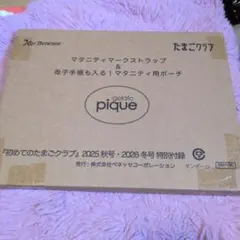 Benesse
たまごクラブ
マタニティマークストラップ
&
母子手帳も入る!マタニティ用ポーチ
gelato
pique
『初めてのたまごクラブ』2025 秋号・2026 冬号 特別付録
発行:株式会社ベネッセコーポレーション